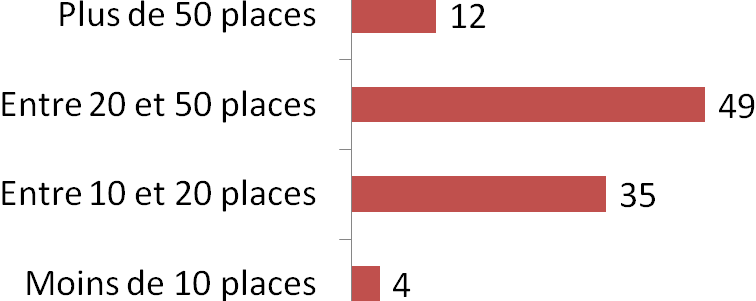 Plus de 50 places 12
Entre 20 et 50 places 49
Entre 10 et 20 places 35
Moins de 10 places 4